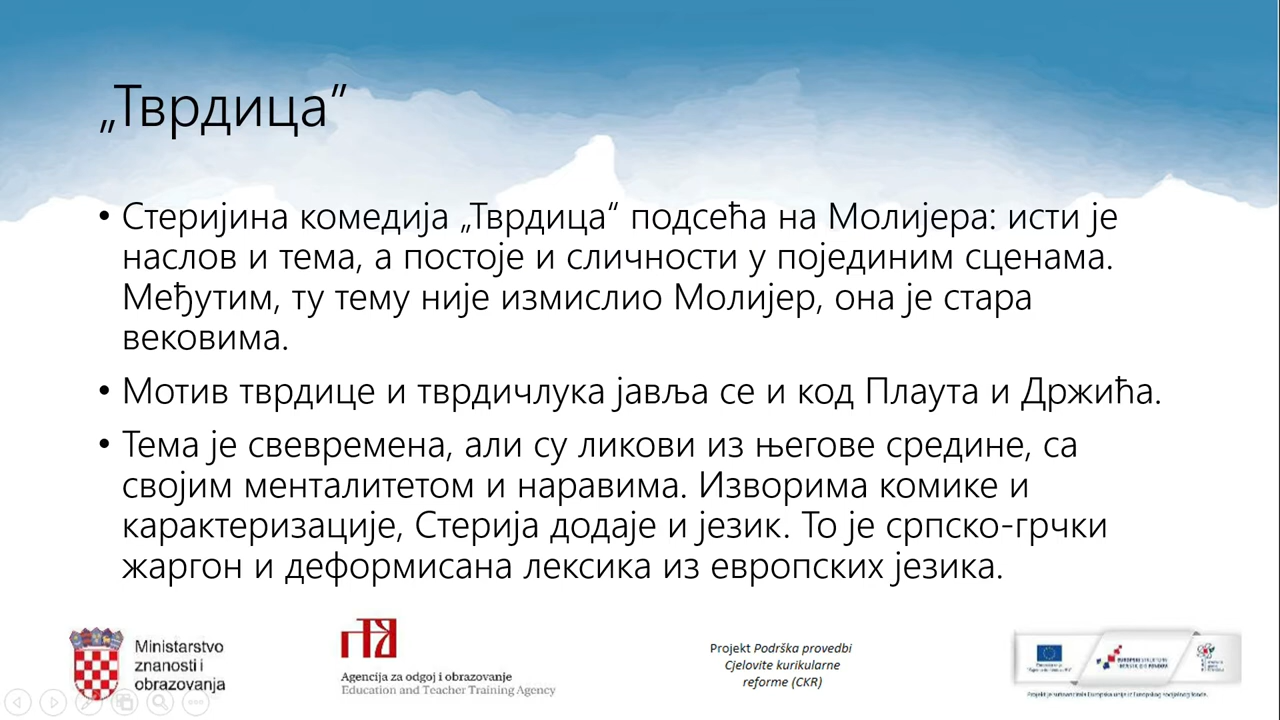 „Тврдица“
• Стеријина комедија „Тврдица“ подсећа на Молијера: исти је
наслов и тема, а постоје и сличности у појединим сценама.
Међутим, ту тему није измислио Молијер, она је стара
вековима.
• Мотив тврдице и тврдичлука јавља се и код Плаута и Држића.
• Тема је свевремена, али су ликови из његове средине, са
својим менталитетом и наравима. Изворима комике и
карактеризације, Стерија додаје и језик. То је српско-грчки
жаргон и деформисана лексика из европских језика.
Ministarstvo
znanosti i
obrazovanja
Agencija za odgoj i obrazovanje
Education and Teacher Training Agency
Projekt Podrška provedbi
Cjelovite kurikularne
reforme (CKR)